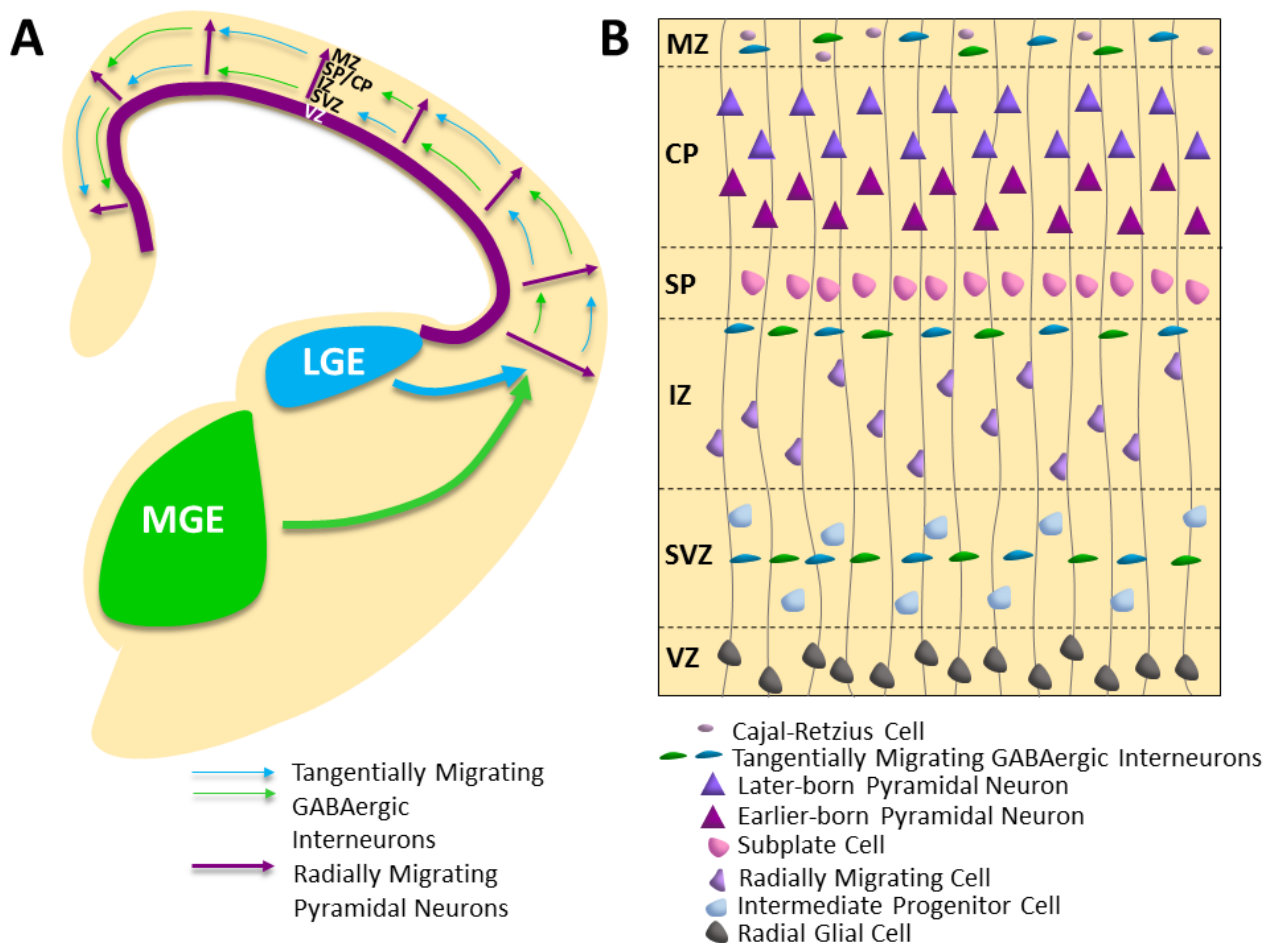 A
MZ
SP/CP
IZ
SVZ
VZ
LGE
MGE
Tangentially Migrating
GABAergic
Interneurons
Radially Migrating
Pyramidal Neurons
B
MZ
CP
SP
IZ
SVZ
VZ
Cajal-Retzius Cell
Tangentially Migrating GABAergic Interneurons
Later-born Pyramidal Neuron
Earlier-born Pyramidal Neuron
Subplate Cell
Radially Migrating Cell
Intermediate Progenitor Cell
Radial Glial Cell